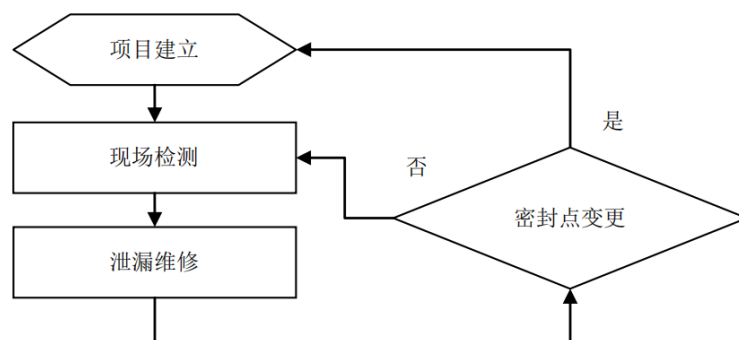 项目建立
是
现场检测
否
密封点变更
泄漏维修